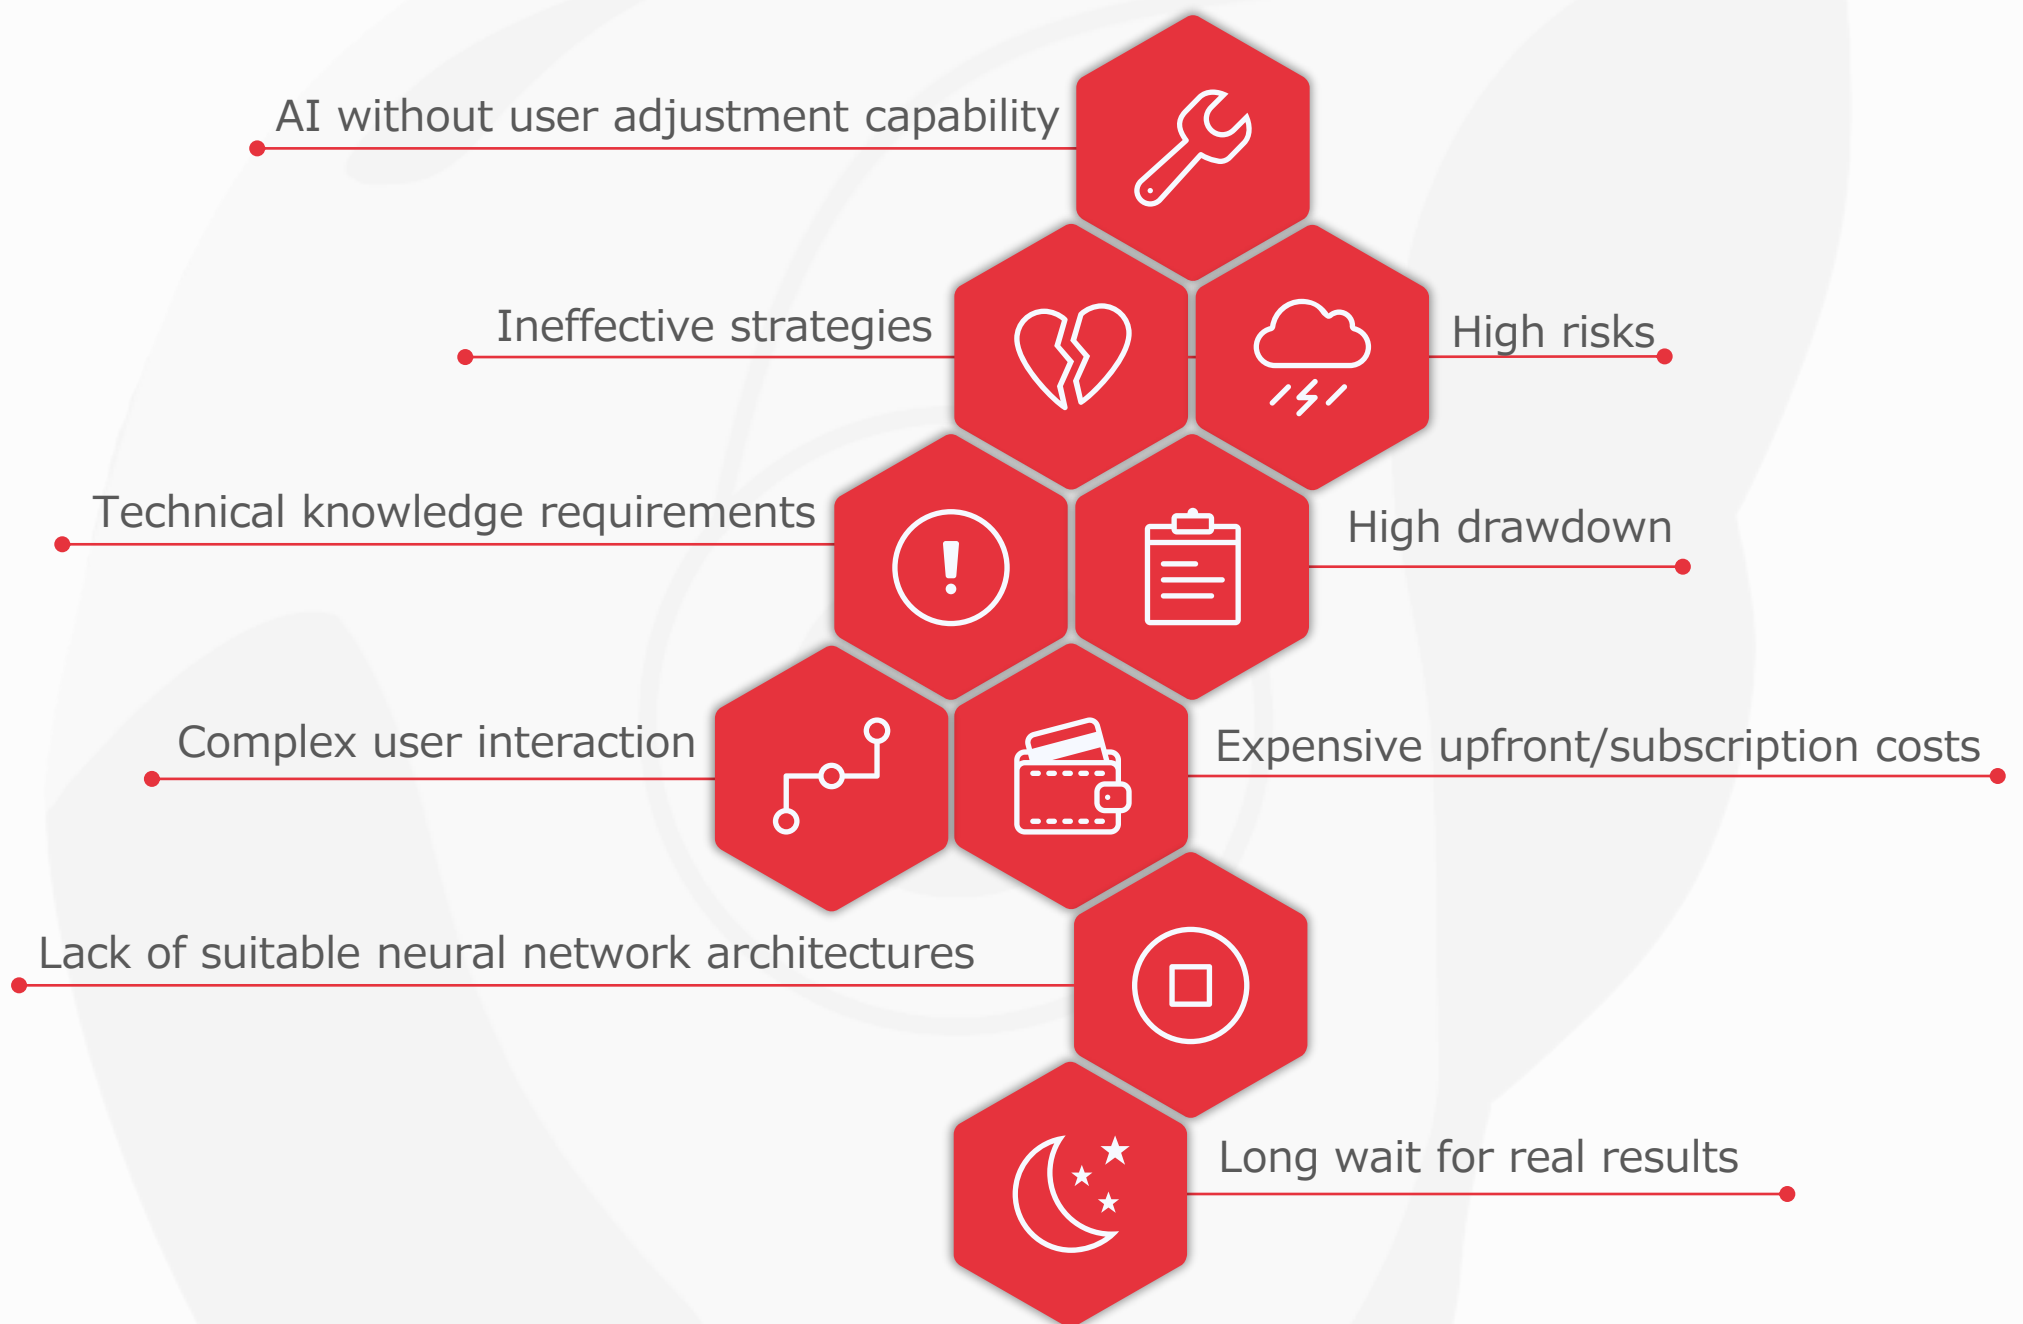 AI without user adjustment capability
Ineffective strategies
High risks
Technical knowledge requirements
High drawdown
Complex user interaction
Expensive upfront/subscription costs
Lack of suitable neural network architectures
Long wait for real results